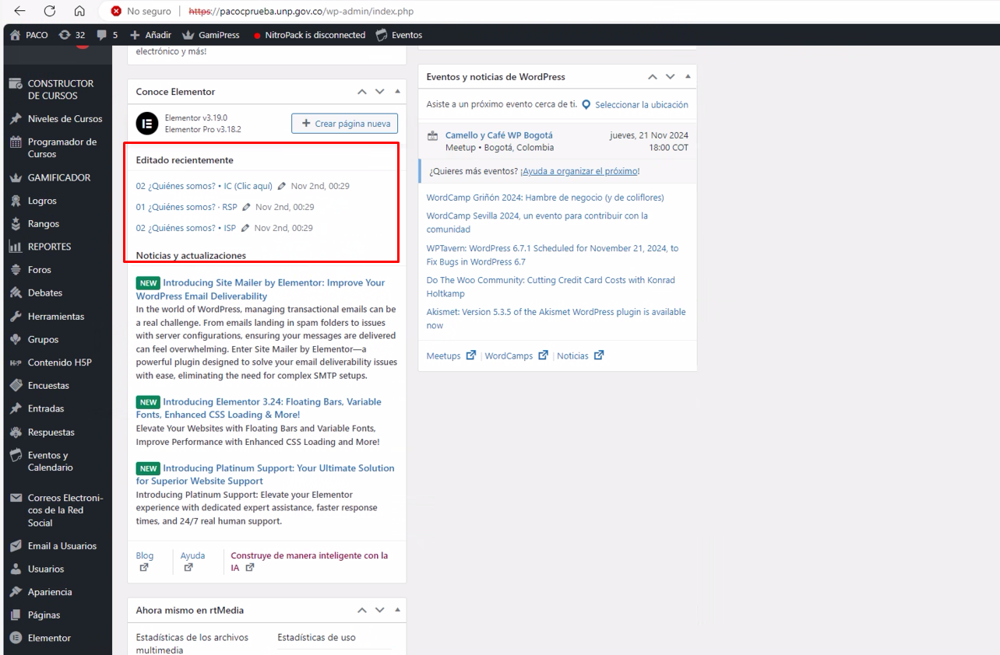 No seguro
https://pacocprueba.unp.gov.co/wp-admin/index.php
PACO
32
5
Añadir
GamiPress
NitroPack is disconnected
Eventos
CONSTRUCTOR
DE CURSOS
Niveles de Cursos
Programador de
Cursos
GAMIFICADOR
Logros
Rangos
REPORTES
Foros
Debates
Herramientas
Grupos
H-P Contenido H5P
Encuestas
Entradas
Respuestas
Eventos y
Calendario
Correos Electroni-
cos de la Red
Social
Email a Usuarios
Usuarios
Apariencia
Páginas
Elementor
electrónico y más!
Conoce Elementor
Elementor v3.19.0
Elementor Pro v3.18.2
Crear página nueva
Editado recientemente
02 ¿Quiénes somos? • IC (Clic aquí) Nov 2nd, 00:29
01 ¿Quiénes somos? · RSP Nov 2nd, 00:29
02 ¿Quiénes somos? • ISP Nov 2nd, 00:29
Noticias y actualizaciones
NEW Introducing Site Mailer by Elementor: Improve Your
WordPress Email Deliverability
In the world of WordPress, managing transactional emails can be
a real challenge. From emails landing in spam folders to issues
with server configurations, ensuring your messages are delivered
can feel overwhelming. Enter Site Mailer by Elementor—a
powerful plugin designed to solve your email deliverability issues
with ease, eliminating the need for complex SMTP setups.
NEW Introducing Elementor 3.24: Floating Bars, Variable
Fonts, Enhanced CSS Loading & More!
Elevate Your Websites with Floating Bars and Variable Fonts,
Improve Performance with Enhanced CSS Loading and More!
NEW Introducing Platinum Support: Your Ultimate Solution
for Superior Website Support
Introducing Platinum Support: Elevate your Elementor
experience with dedicated expert assistance, faster response
times, and 24/7 real human support.
Blog
Ayuda
Construye de manera inteligente con la
IA
Ahora mismo en rtMedia
Estadísticas de los archivos
multimedia
Estadísticas de uso
Eventos y noticias de WordPress
Asiste a un próximo evento cerca de ti. Seleccionar la ubicación
Camello y Café WP Bogotá
Meetup • Bogotá, Colombia
jueves, 21 Nov 2024
18:00 COT
¿Quieres más eventos? ¡Ayuda a organizar el próximo!
WordCamp Griñón 2024: Hambre de negocio (y de coliflores)
WordCamp Sevilla 2024, un evento para contribuir con la
comunidad
WPTavern: WordPress 6.7.1 Scheduled for November 21, 2024, to
Fix Bugs in WordPress 6.7
Do The Woo Community: Cutting Credit Card Costs with Konrad
Holtkamp
Akismet: Version 5.3.5 of the Akismet WordPress plugin is available
now
Meetups | WordCamps | Noticias